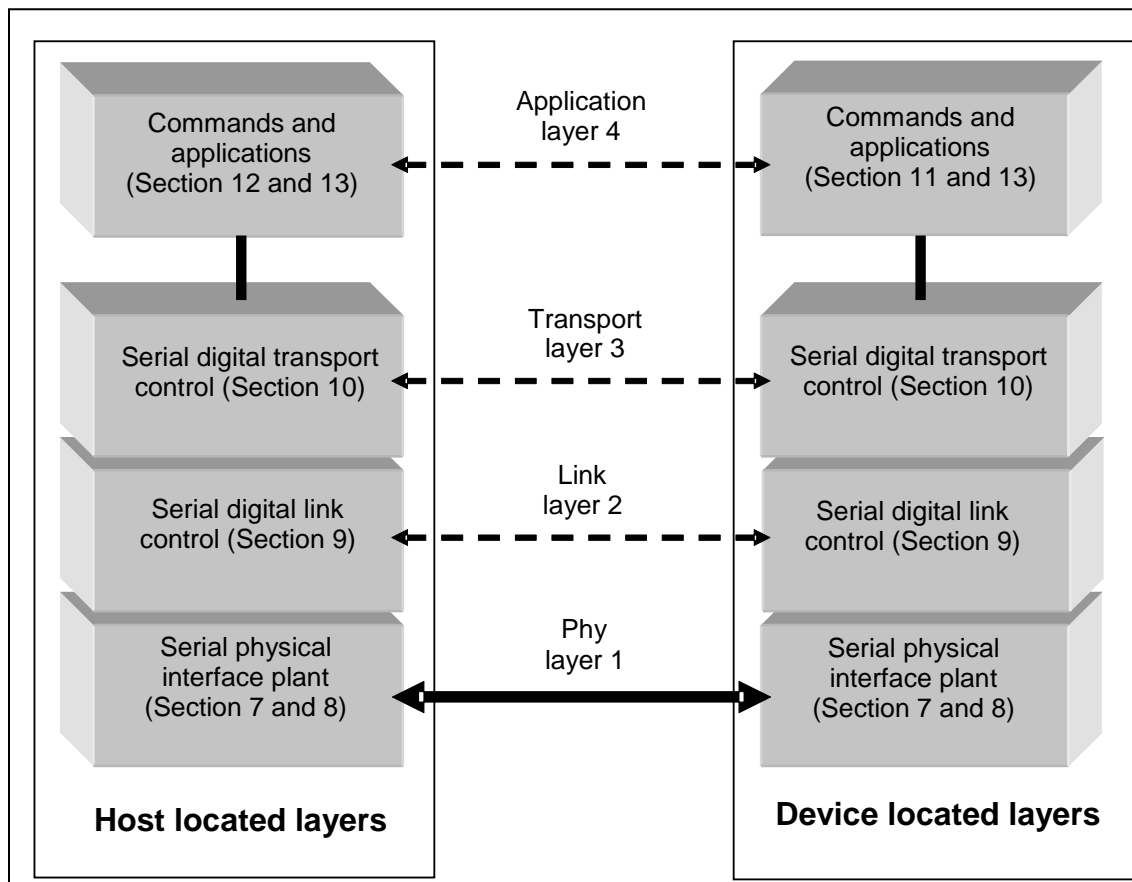 Commands and
applications
(Section 12 and 13)
Application
layer 4
Commands and
applications
(Section 11 and 13)
Serial digital transport
control (Section 10)
Transport
layer 3
Serial digital transport
control (Section 10)
Serial digital link
control (Section 9)
Link
layer 2
Serial digital link
control (Section 9)
Serial physical
interface plant
(Section 7 and 8)
Phy
layer 1
Serial physical
interface plant
(Section 7 and 8)
Host located layers
Device located layers